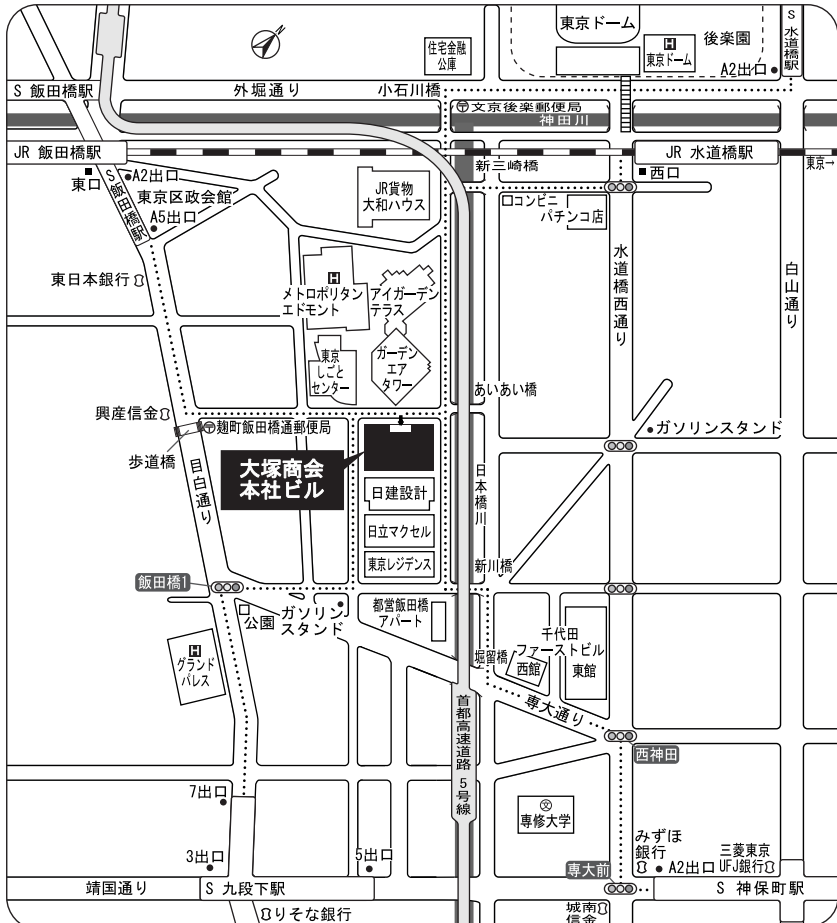 東京ドーム
S 水道橋駅
後楽園
住宅金融
公庫
H
東京ドーム
A2出口
S 飯田橋駅
外堀通り
小石川橋
〒文京後楽郵便局
神田川
JR 飯田橋駅
JR 水道橋駅
東京→
新三崎橋
西口
東口
A2出口
S 飯田橋駅
東京区政会館
A5出口
JR貨物
大和ハウス
コンビニ
パチンコ店
水道橋西通り
白山通り
東日本銀行
H
メトロポリタン
エドモント
アイガーデン
テラス
東京
しごと
センター
ガーデン
エア
タワー
あいあい橋
興産信金
〒麹町飯田橋通郵便局
ガソリンスタンド
歩道橋
目白通り
大塚商会
本社ビル
日建設計
日本橋川
日立マクセル
東京レジデンス
新川橋
飯田橋1
公園
ガソリン
スタンド
都営飯田橋
アパート
千代田
ファーストビル
西館
東館
堀留橋
H
グランド
パレス
専大通り
首都高速道路 5号線
西神田
7出口
文
専修大学
みずほ
銀行
三菱東京
UFJ銀行
3出口
5出口
専大前
A2出口
靖国通り
S 九段下駅
S 神保町駅
りそな銀行
城南
信金